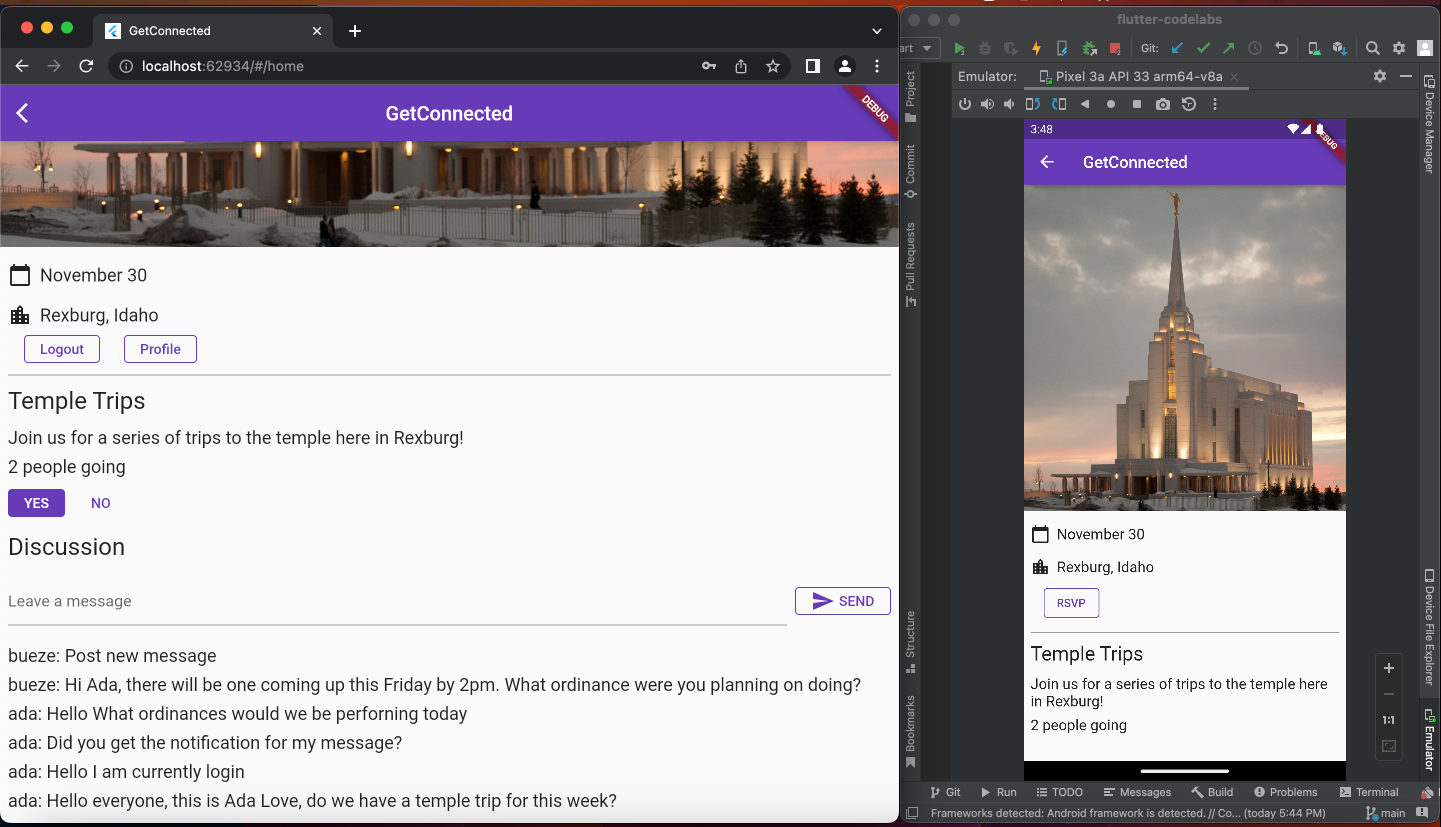 GetConnected
localhost:62934/#/home
GetConnected
DEBUG
November 30
Rexburg, Idaho
Logout
Profile
Temple Trips
Join us for a series of trips to the temple here in Rexburg!
2 people going
YES
NO
Discussion
Leave a message
SEND
bueze: Post new message
bueze: Hi Ada, there will be one coming up this Friday by 2pm. What ordinance were you planning on doing?
ada: Hello What ordinances would we be perforning today
ada: Did you get the notification for my message?
ada: Hello I am currently login
ada: Hello everyone, this is Ada Love, do we have a temple trip for this week?
flutter-codelabs
art
Git:
Emulator:
Pixel 3a API 33 arm64-v8a
Project
Commit
Pull Requests
Structure
Bookmarks
3:48
DEBUG
GetConnected
November 30
Rexburg, Idaho
RSVP
Temple Trips
Join us for a series of trips to the temple here
in Rexburg!
2 people going
1:1
Device Manager
Device File Explorer
Emulator
Git
Run
TODO
Messages
Build
Problems
Terminal
Frameworks detected: Android framework is detected. // Co... (today 5:44 PM)
main